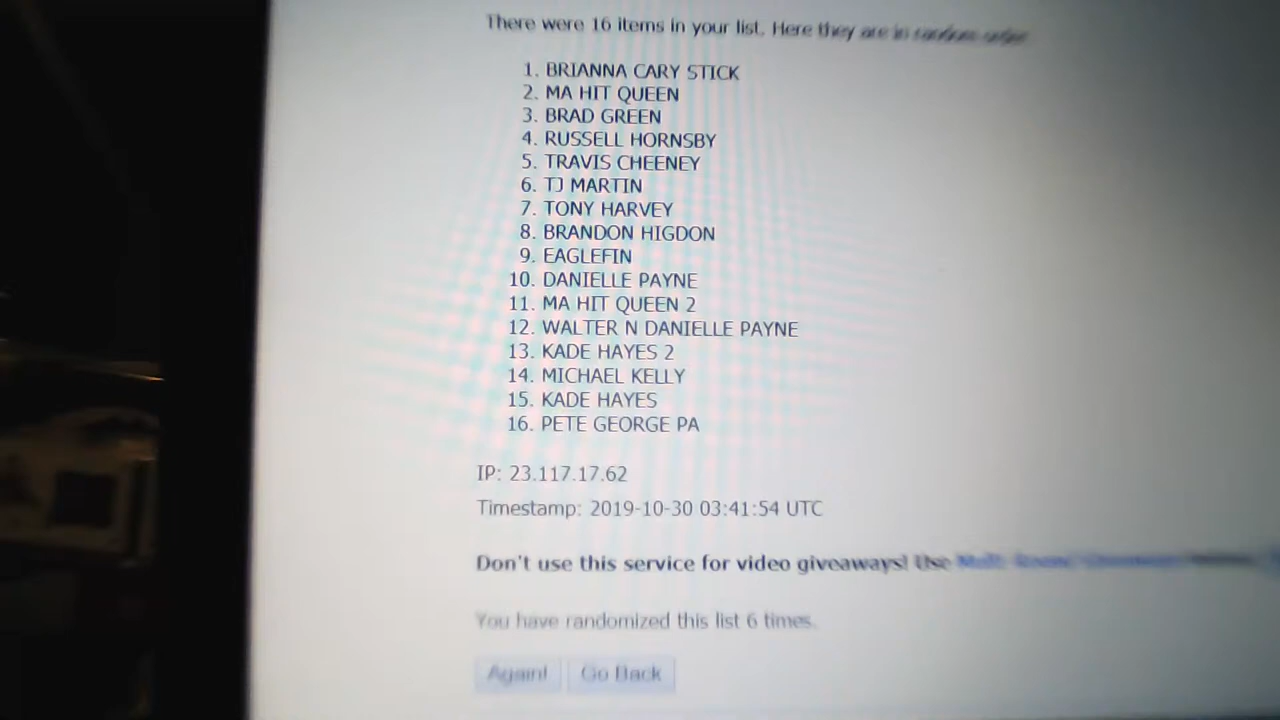 There were 16 items in your list. Here they are in random order:
1. BRIANNA CARY STICK
2. MA HIT QUEEN
3. BRAD GREEN
4. RUSSELL HORNSBY
5. TRAVIS CHEENEY
6. TJ MARTIN
7. TONY HARVEY
8. BRANDON HIGDON
9. EAGLEFIN
10. DANIELLE PAYNE
11. MA HIT QUEEN 2
12. WALTER N DANIELLE PAYNE
13. KADE HAYES 2
14. MICHAEL KELLY
15. KADE HAYES
16. PETE GEORGE PA
IP: 23.117.17.62
Timestamp: 2019-10-30 03:41:54 UTC
Don't use this service for video giveaways! Use
You have randomized this list 6 times.
Again! Go Back